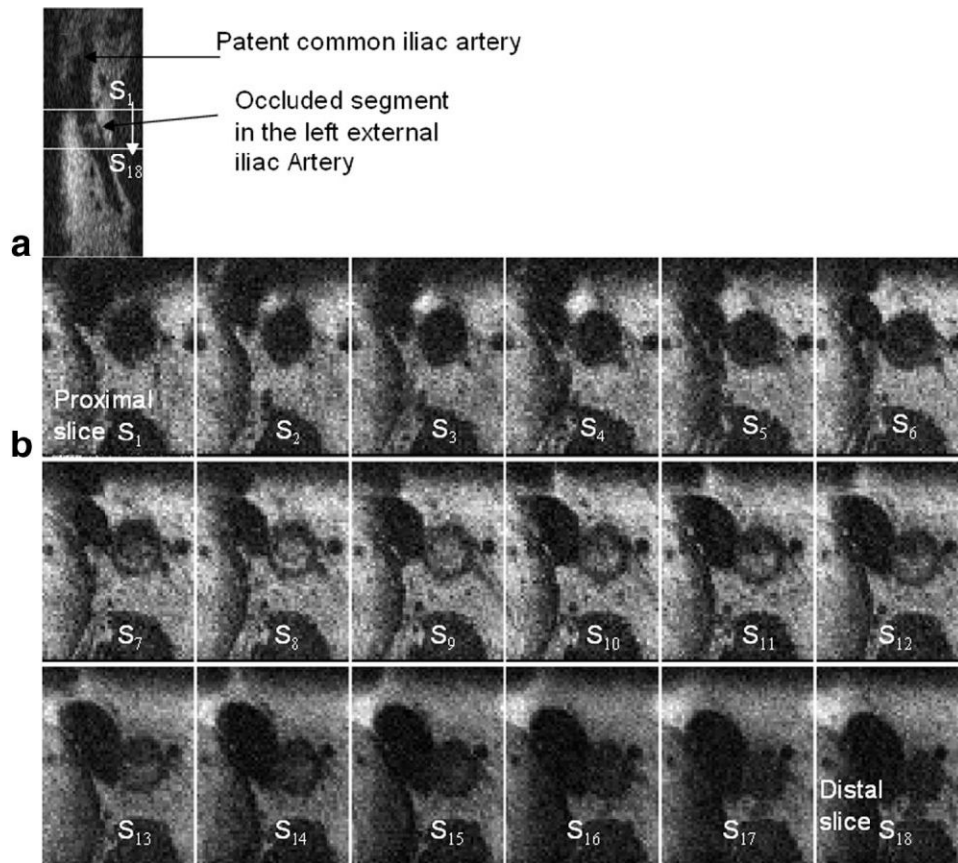 Patent common iliac artery
S1
Occluded segment
in the left external
iliac Artery
S18
a
Proximal
slice S1
S2
S3
S4
S5
S6
b
S7
S8
S9
S10
S11
S12
S13
S14
S15
S16
S17
Distal
slice S18